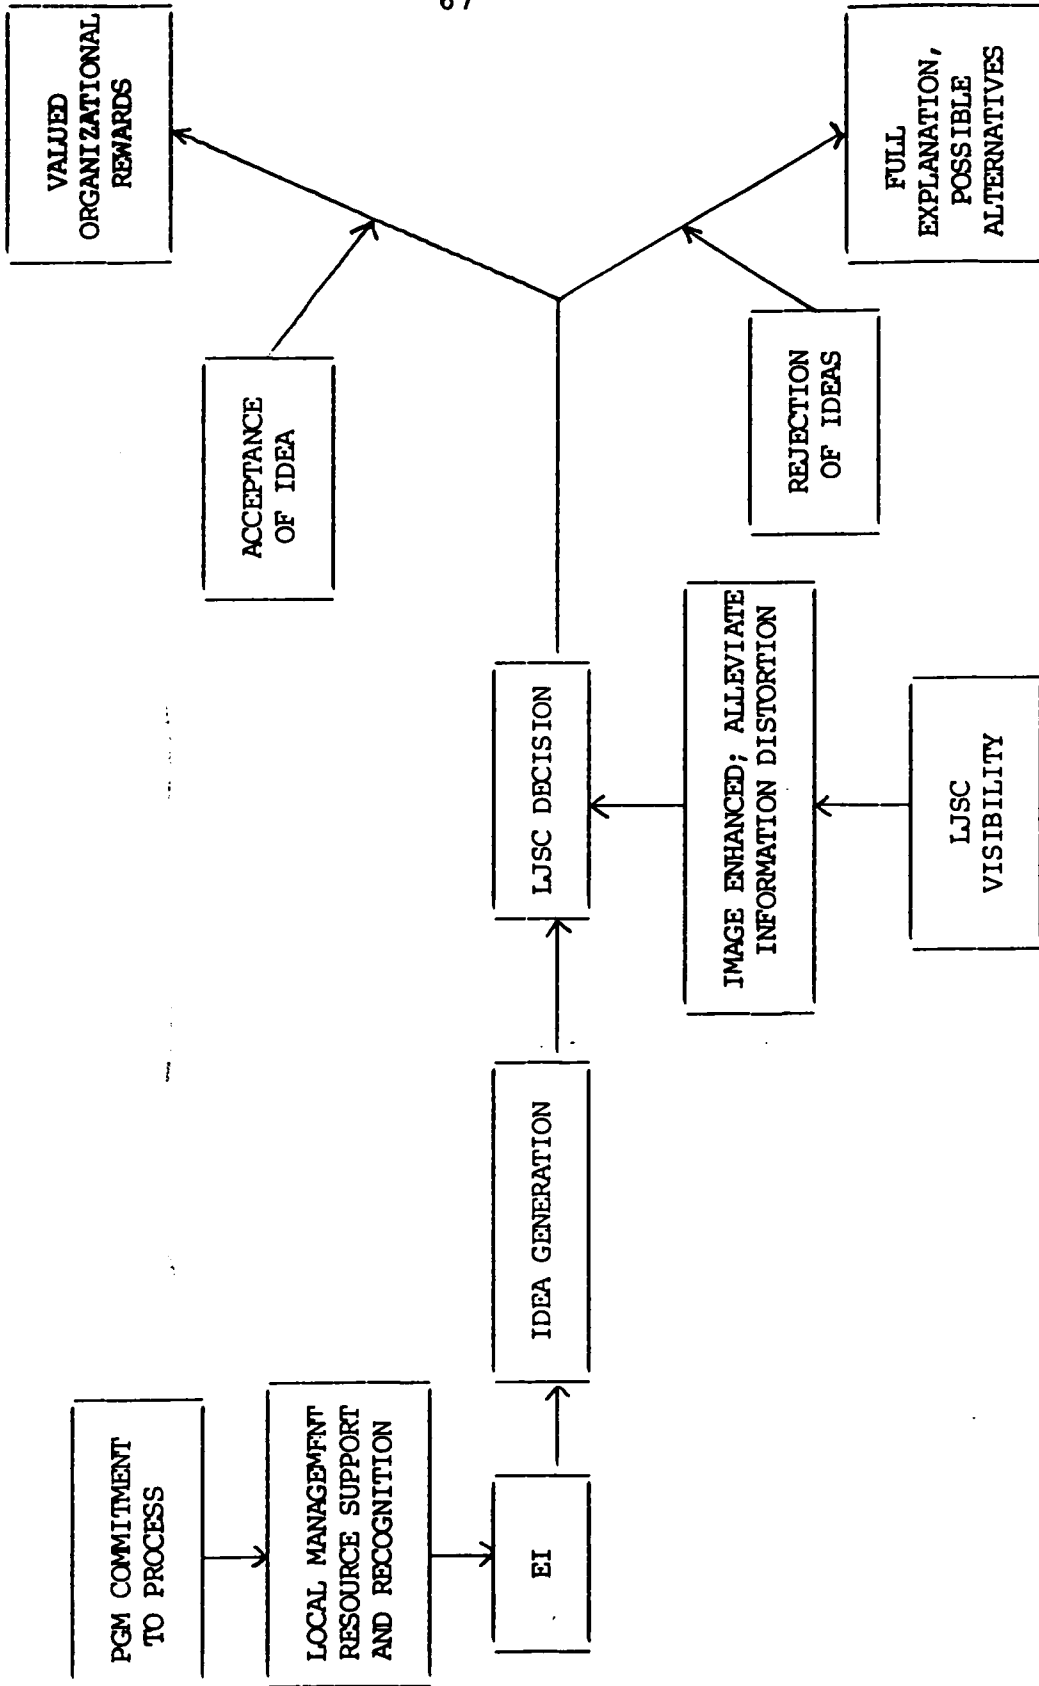 67
PGM COMMITMENT
TO PROCESS
LOCAL MANAGEMENT
RESOURCE SUPPORT
AND RECOGNITION
EI
IDEA GENERATION
LJSC DECISION
IMAGE ENHANCED; ALLEVIATE
INFORMATION DISTORTION
LJSC
VISIBILITY
ACCEPTANCE
OF IDEA
REJECTION
OF IDEAS
VALUED
ORGANIZATIONAL
REWARDS
FULL
EXPLANATION,
POSSIBLE
ALTERNATIVES